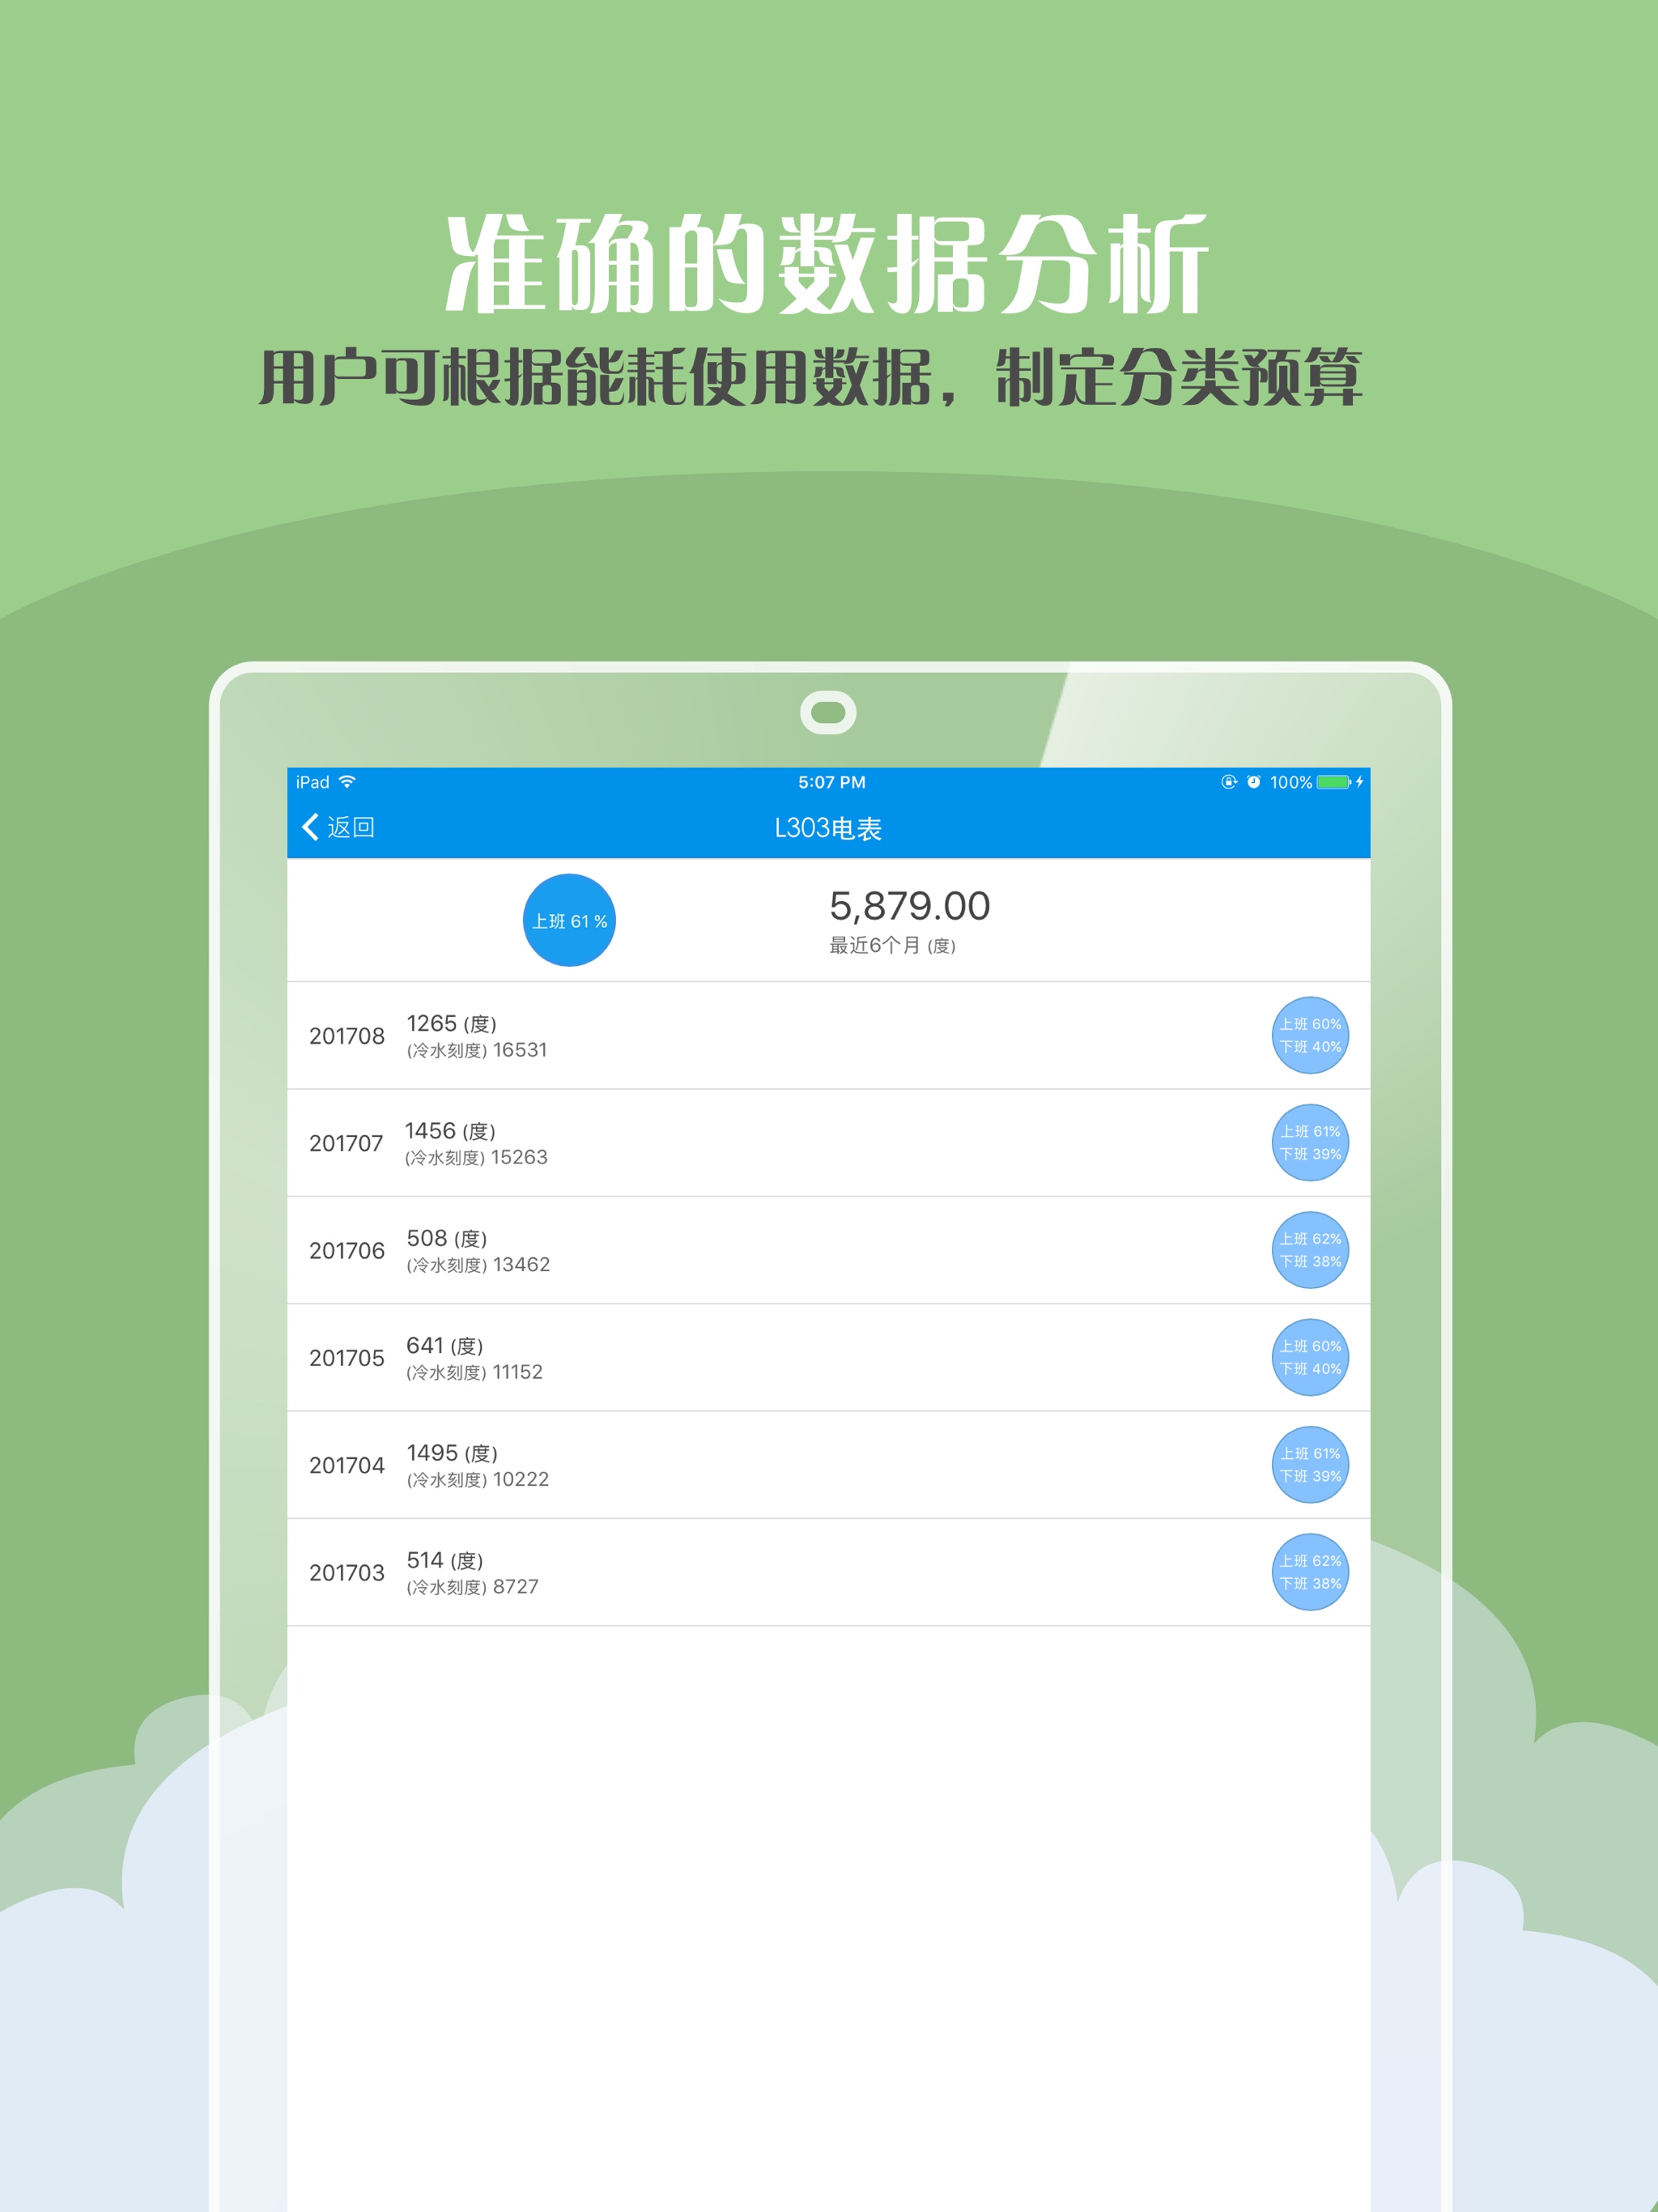 准确的数据分析
用户可根据能耗使用数据，制定分类预算
iPad 5:07 PM 100%
返回 L303电表
上班 61 %
5,879.00
最近6个月 (度)
201708
1265 (度)
(冷水刻度) 16531
上班 60%
下班 40%
201707
1456 (度)
(冷水刻度) 15263
上班 61%
下班 39%
201706
508 (度)
(冷水刻度) 13462
上班 62%
下班 38%
201705
641 (度)
(冷水刻度) 11152
上班 60%
下班 40%
201704
1495 (度)
(冷水刻度) 10222
上班 61%
下班 39%
201703
514 (度)
(冷水刻度) 8727
上班 62%
下班 38%